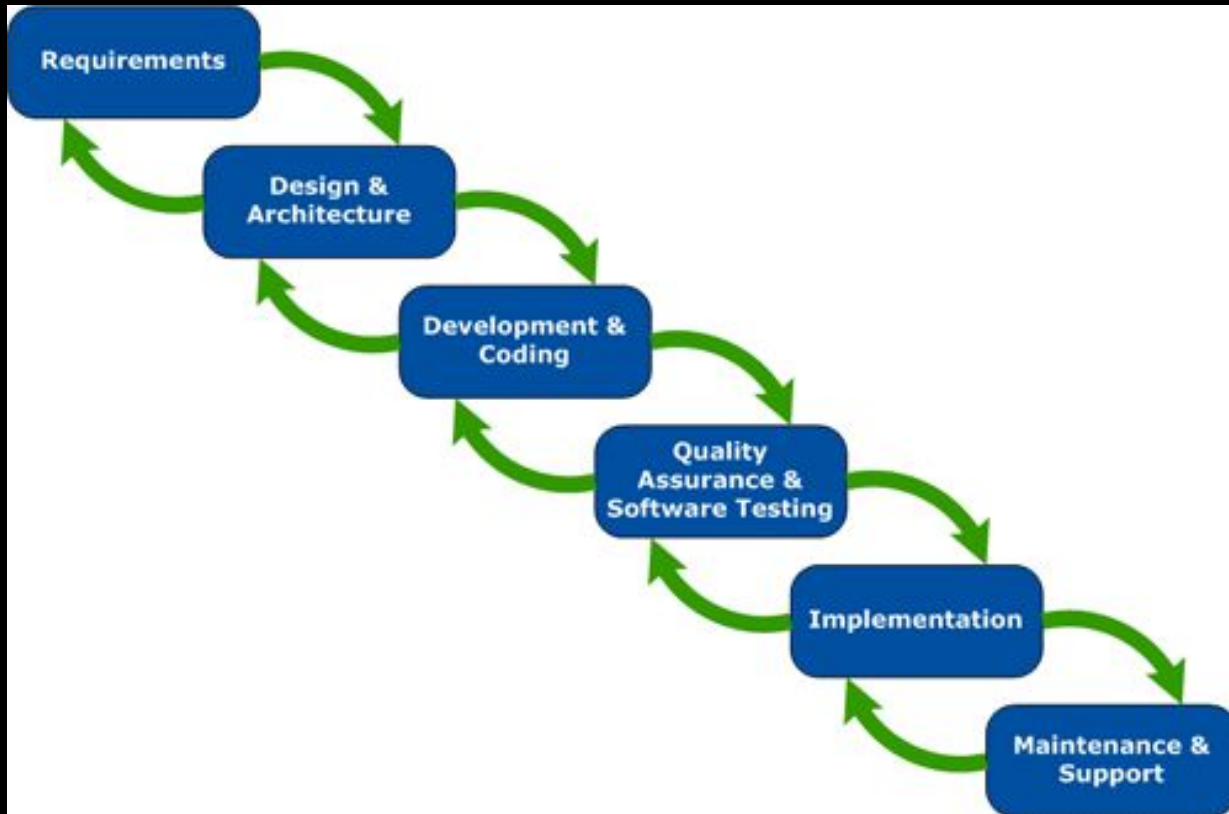 Requirements
Design &
Architecture
Development &
Coding
Quality
Assurance &
Software Testing
Implementation
Maintenance &
Support